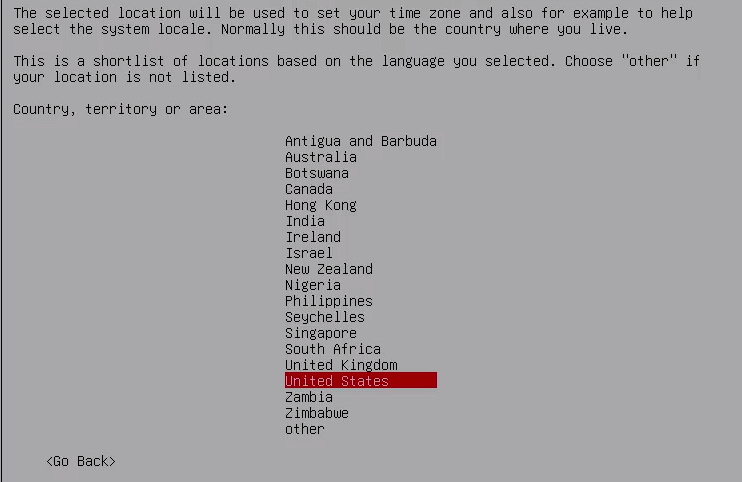 The selected location will be used to set your time zone and also for example to help
select the system locale. Normally this should be the country where you live.
This is a shortlist of locations based on the language you selected. Choose "other" if
your location is not listed.
Country, territory or area:
Antigua and Barbuda
Australia
Botswana
Canada
Hong Kong
India
Ireland
Israel
New Zealand
Nigeria
Philippines
Seychelles
Singapore
South Africa
United Kingdom
United States
Zambia
Zimbabwe
other
<Go Back>